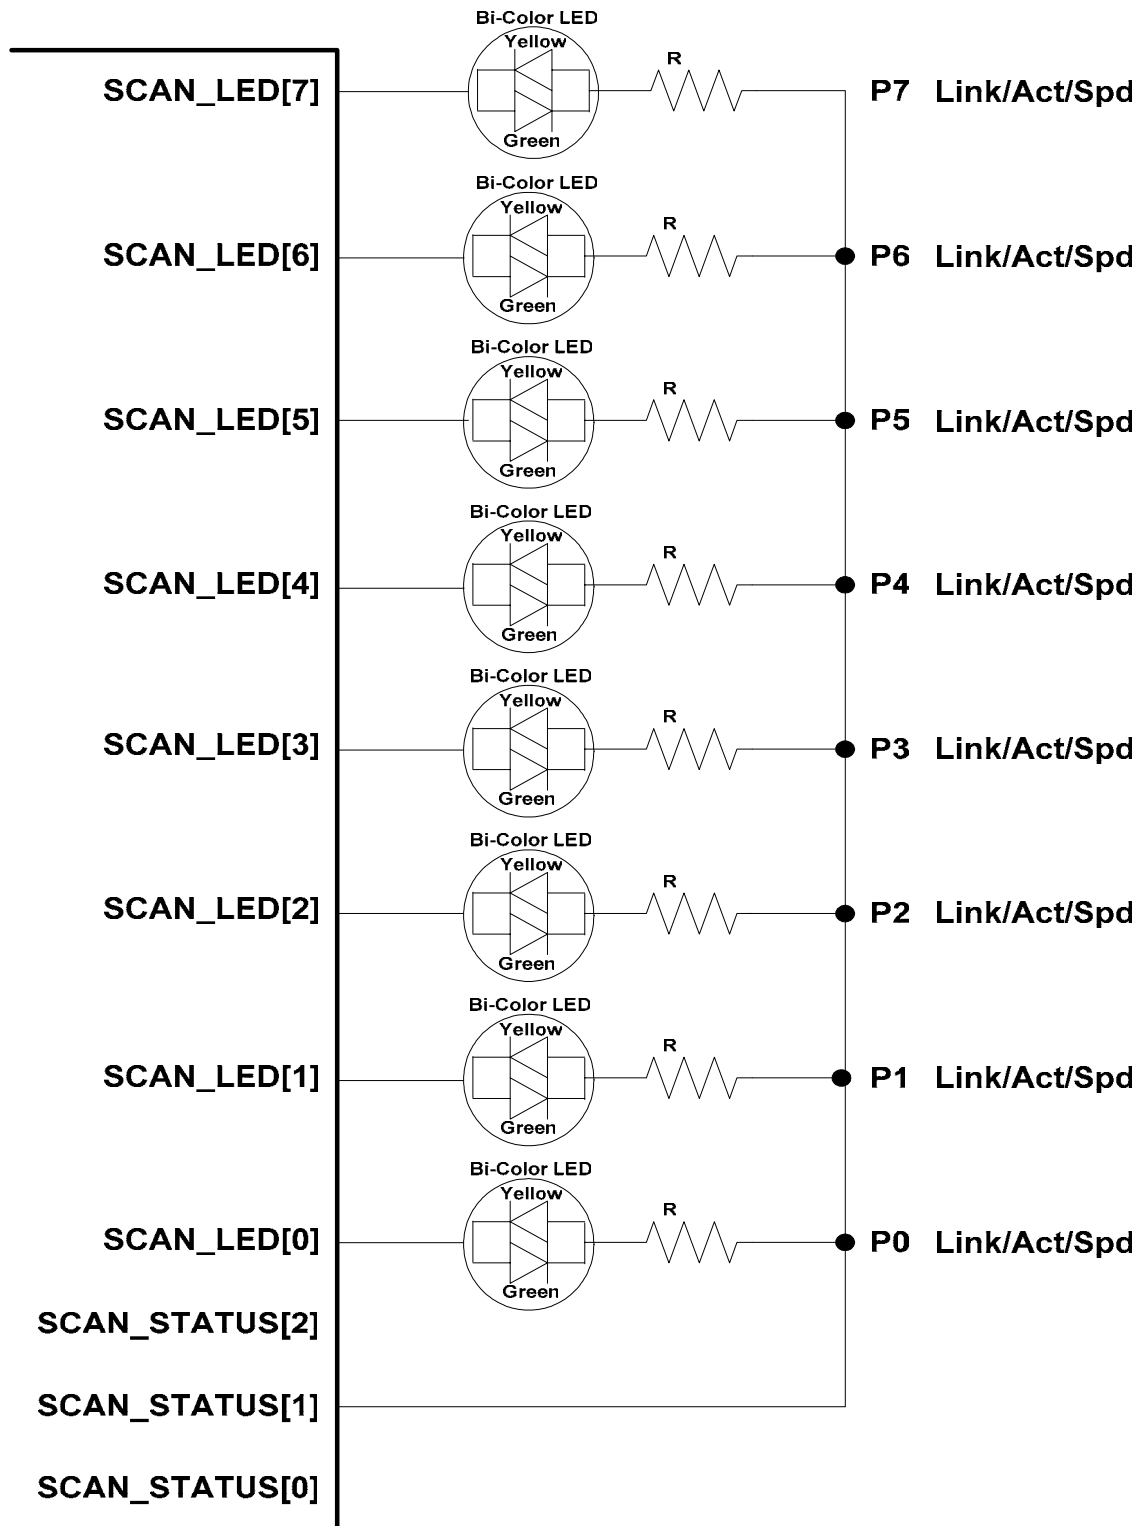 Bi-Color LED
Yellow
R
SCAN_LED[7]
P7 Link/Act/Spd
Green
Bi-Color LED
Yellow
R
SCAN_LED[6]
P6 Link/Act/Spd
Green
Bi-Color LED
Yellow
R
SCAN_LED[5]
P5 Link/Act/Spd
Green
Bi-Color LED
Yellow
R
SCAN_LED[4]
P4 Link/Act/Spd
Green
Bi-Color LED
Yellow
R
SCAN_LED[3]
P3 Link/Act/Spd
Green
Bi-Color LED
Yellow
R
SCAN_LED[2]
P2 Link/Act/Spd
Green
Bi-Color LED
Yellow
R
SCAN_LED[1]
P1 Link/Act/Spd
Green
Bi-Color LED
Yellow
R
SCAN_LED[0]
P0 Link/Act/Spd
Green
SCAN_STATUS[2]
SCAN_STATUS[1]
SCAN_STATUS[0]